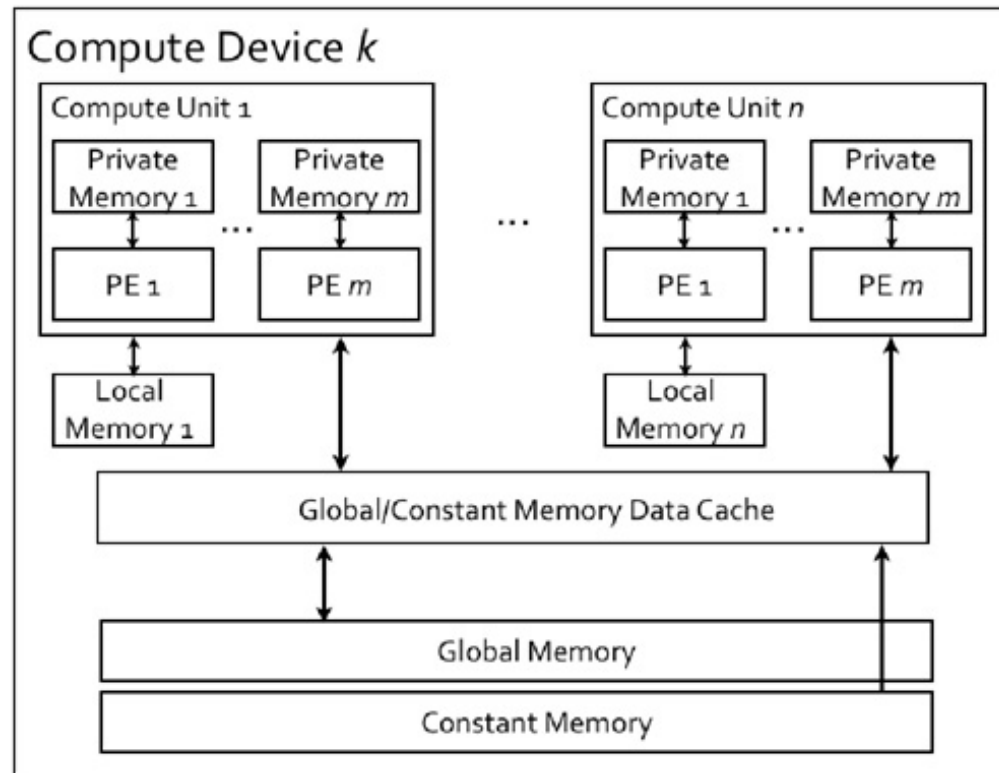 Compute Device k
Compute Unit 1
Compute Unit n
Private
Memory 1
Private
Memory m
Private
Memory 1
Private
Memory m
...
...
...
PE 1
PE m
PE 1
PE m
Local
Memory 1
Local
Memory n
Global/Constant Memory Data Cache
Global Memory
Constant Memory